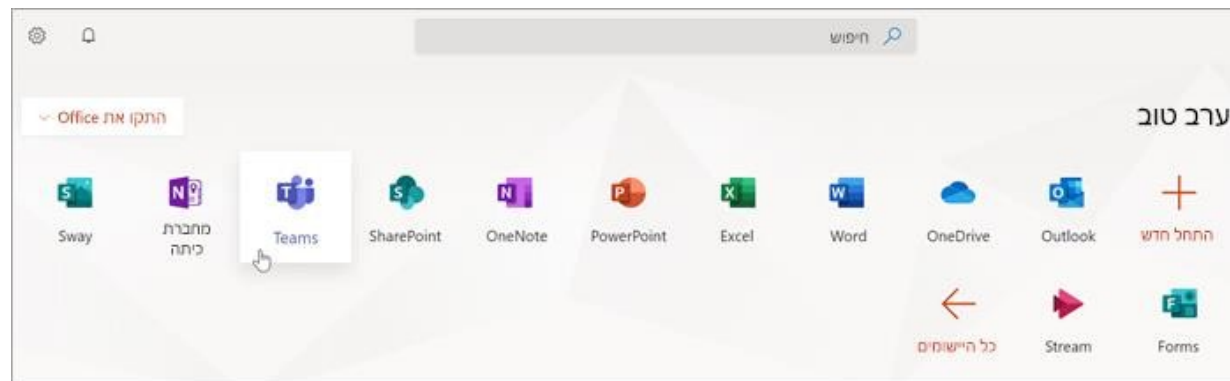 חיפוש
ערב טוב
התקו את Office
התחל חדש
Outlook
OneDrive
Word
Excel
PowerPoint
OneNote
SharePoint
Teams
מחברת
כיתה
Sway
Forms
Stream
כל היישומים